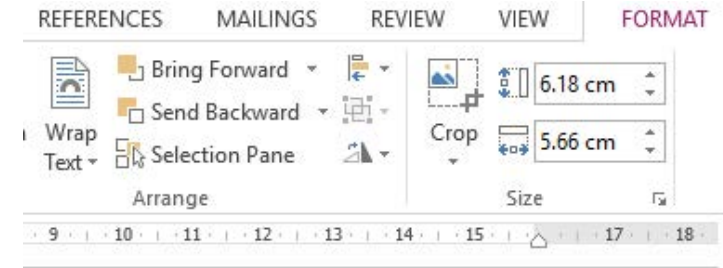 REFERENCES MAILINGS REVIEW VIEW FORMAT
Bring Forward
Send Backward
Selection Pane
Wrap
Text
Crop
6.18 cm
5.66 cm
Arrange Size
9 10 11 12 13 14 15 17 18